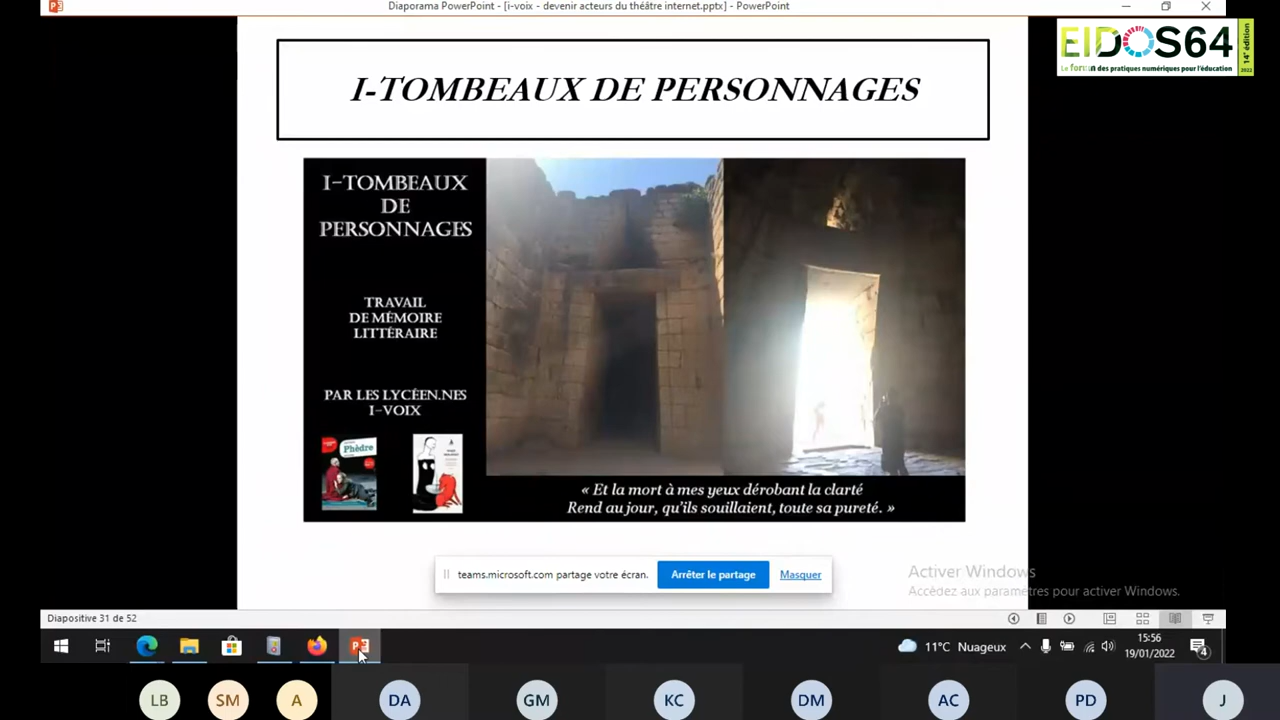 Diaporama PowerPoint - [i-voix - devenir acteurs du théâtre internet.pptx] - PowerPoint
EIDOS64
Le forum des pratiques numériques pour l'éducation
14e édition
2022
I-TOMBEAUX DE PERSONNAGES
I-TOMBEAUX
DE
PERSONNAGES
TRAVAIL
DE MÉMOIRE
LITTÉRAIRE
PAR LES LYCÉEN.NES
I-VOIX
Phèdre
« Et la mort à mes yeux dérobant la clarté
Rend au jour, qu'ils souillaient, toute sa pureté. »
teams.microsoft.com partage votre écran.
Arrêter le partage
Masquer
Activer Windows
Accédez aux paramètres pour activer Windows.
Diapositive 31 de 52
11°C Nuageux
15:56
19/01/2022
4
LB
SM
A
DA
GM
KC
DM
AC
PD
J